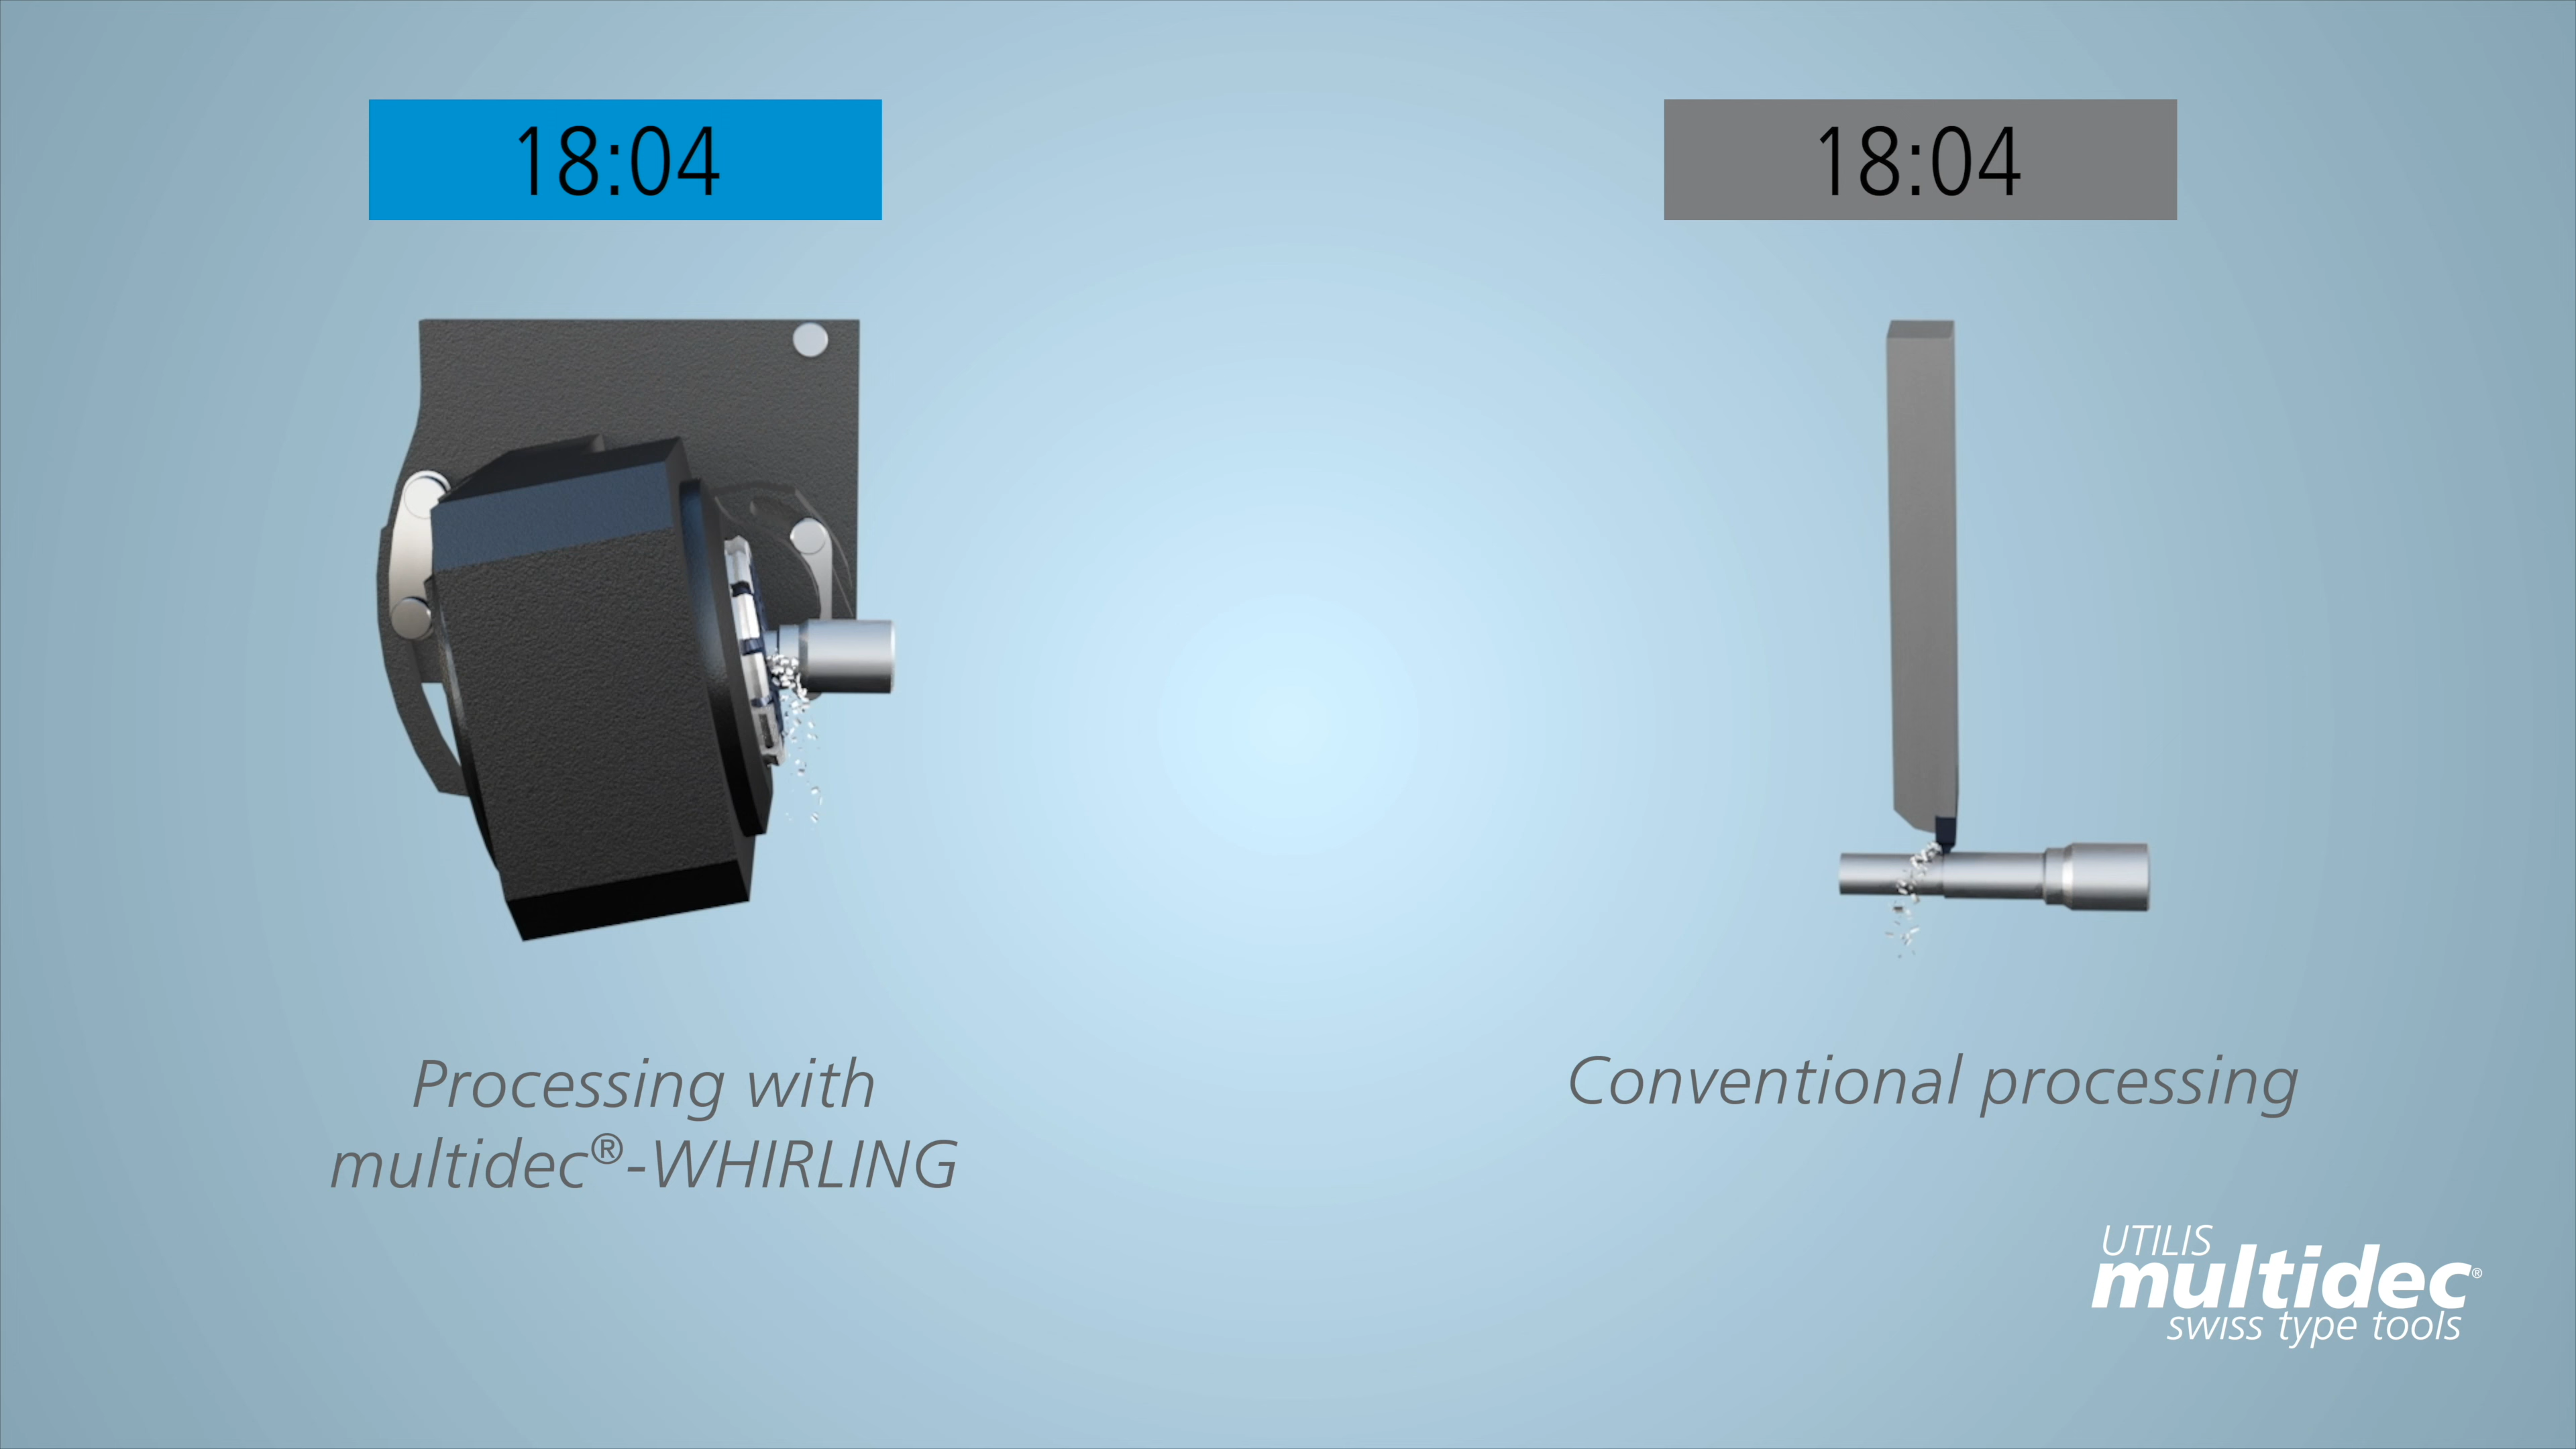 18:04
18:04
Processing with
multidec®-WHIRLING
Conventional processing
UTILIS
multidec®
swiss type tools